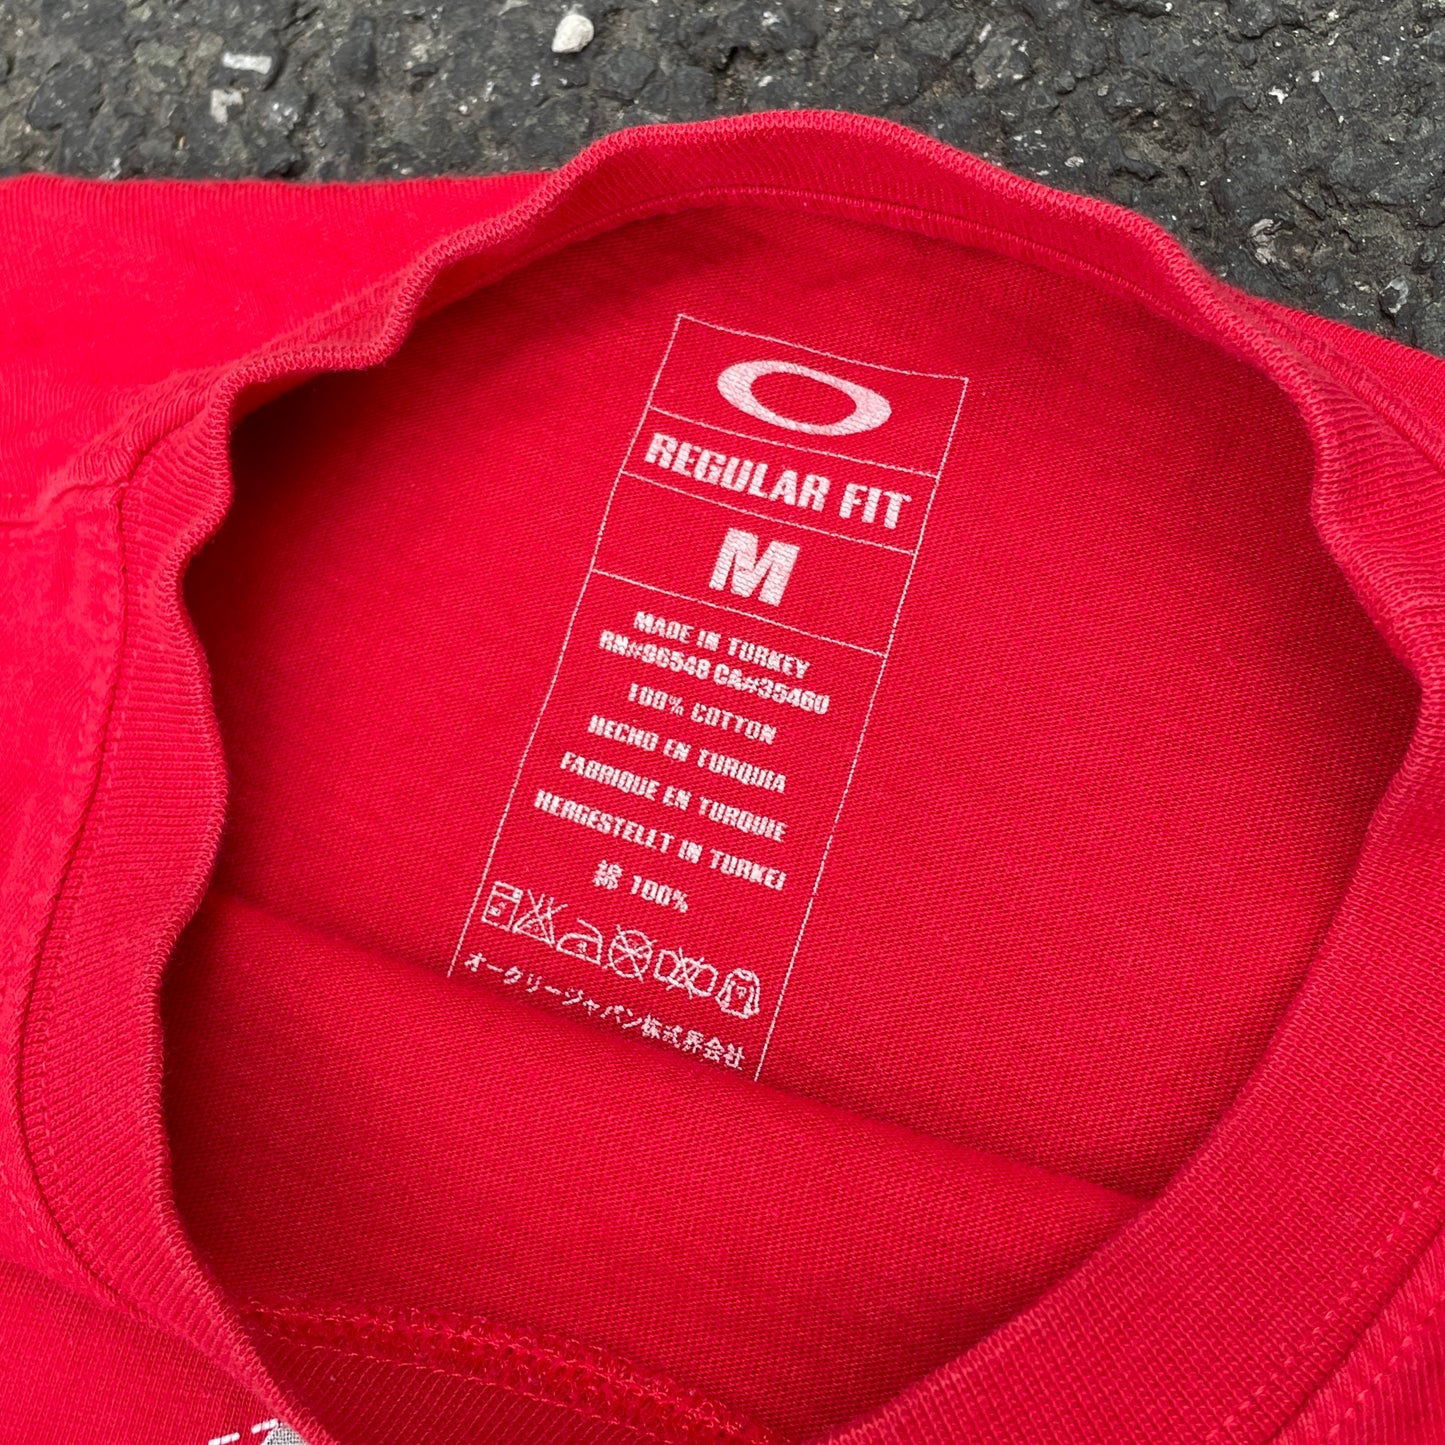 REGULAR FIT
M
MADE IN TURKEY
RN#96548 CA#35460
100% COTTON
HECHO EN TURQUIA
FABRIQUE EN TURQUIE
HERGESTELLT IN TURKEI
綿 100%
オークリージャパン株式会社